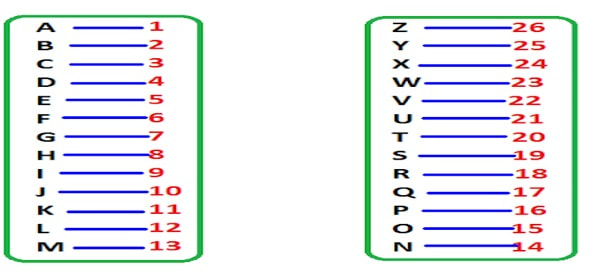 A 1
B 2
C 3
D 4
E 5
F 6
G 7
H 8
I 9
J 10
K 11
L 12
M 13
Z 26
Y 25
X 24
W 23
V 22
U 21
T 20
S 19
R 18
Q 17
P 16
O 15
N 14